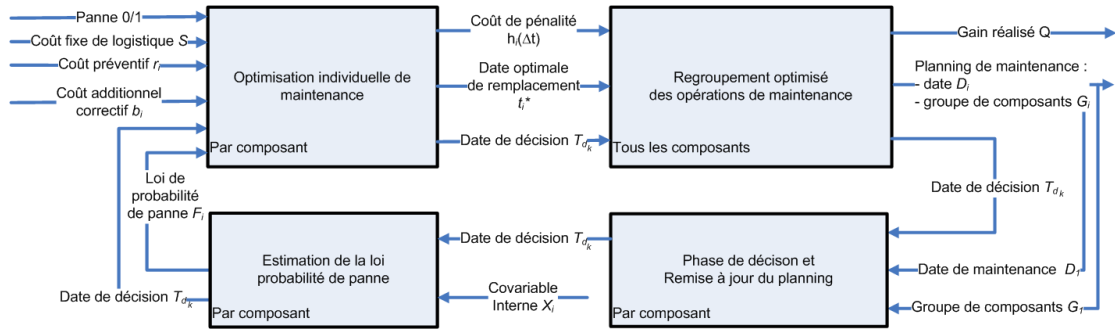 Panne 0/1
Coût fixe de logistique S
Coût préventif ri
Coût additionnel
correctif bi
Optimisation individuelle de
maintenance
Par composant
Coût de pénalité
hi(Δt)
Date optimale
de remplacement
ti*
Date de décision Tdk
Regroupement optimisé
des opérations de maintenance
Tous les composants
Gain réalisé Q
Planning de maintenance :
- date Di
- groupe de composants Gi
Loi de
probabilité
de panne Fi
Date de décision Tdk
Estimation de la loi
probabilité de panne
Par composant
Date de décision Tdk
Covariable
Interne Xi
Phase de décison et
Remise à jour du planning
Par composant
Date de décision Tdk
Date de maintenance D1
Groupe de composants G1